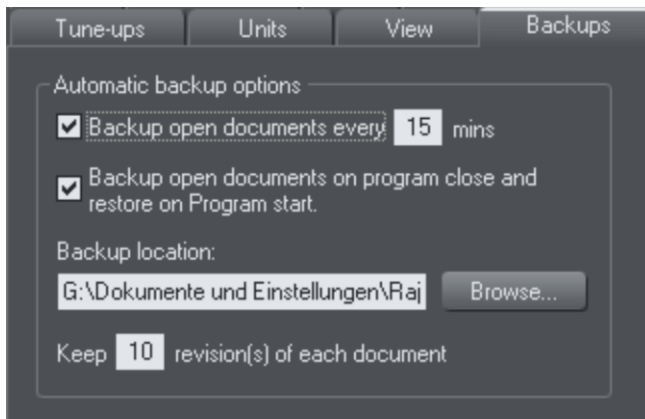 Tune-ups Units View Backups
Automatic backup options
Backup open documents every 15 mins
Backup open documents on program close and
restore on Program start.
Backup location:
G:\Dokumente und Einstellungen\Raj Browse...
Keep 10 revision(s) of each document